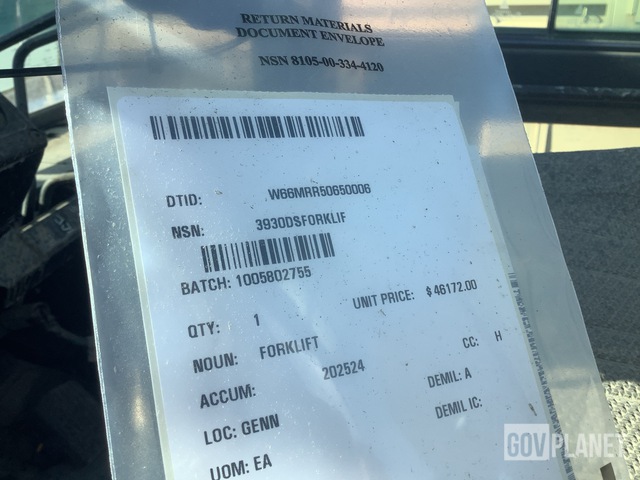 RETURN MATERIALS
DOCUMENT ENVELOPE
NSN 8105-00-334-4120
DTID: W66MRR50650006
NSN: 3930DSFORKLIF
BATCH: 1005802755
QTY: 1 UNIT PRICE: $ 46172.00
NOUN: FORKLIFT CC: H
ACCUM: 202524 DEMIL: A
LOC: GENN DEMIL IC:
UOM: EA
GOVPLANET